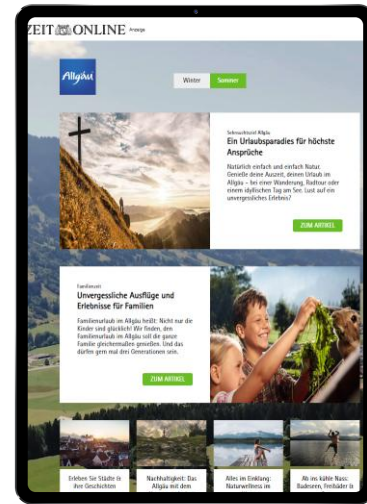 ZEIT ONLINE Anzeige
Allgäu
Winter Sommer
Sehnsuchtsziel Allgäu
Ein Urlaubsparadies für höchste
Ansprüche
Natürlich einfach und einfach Natur.
Genieße deine Auszeit, deinen Urlaub im
Allgäu – bei einer Wanderung, Radtour oder
einem idyllischen Tag am See. Lust auf ein
unvergessliches Erlebnis?
ZUM ARTIKEL
Familienzeit
Unvergessliche Ausflüge und
Erlebnisse für Familien
Familienurlaub im Allgäu heißt: Nicht nur die
Kinder sind glücklich! Wir finden, den
Familienurlaub im Allgäu soll die ganze
Familie gleichermaßen genießen. Und das
dürfen gern mal drei Generationen sein.
ZUM ARTIKEL
Erleben Sie Städte &
ihre Geschichten
Nachhaltigkeit: Das
Allgäu mit dem
Alles im Einklang:
Naturwellness im
Ab ins kühle Nass:
Badeseen, Freibäder &